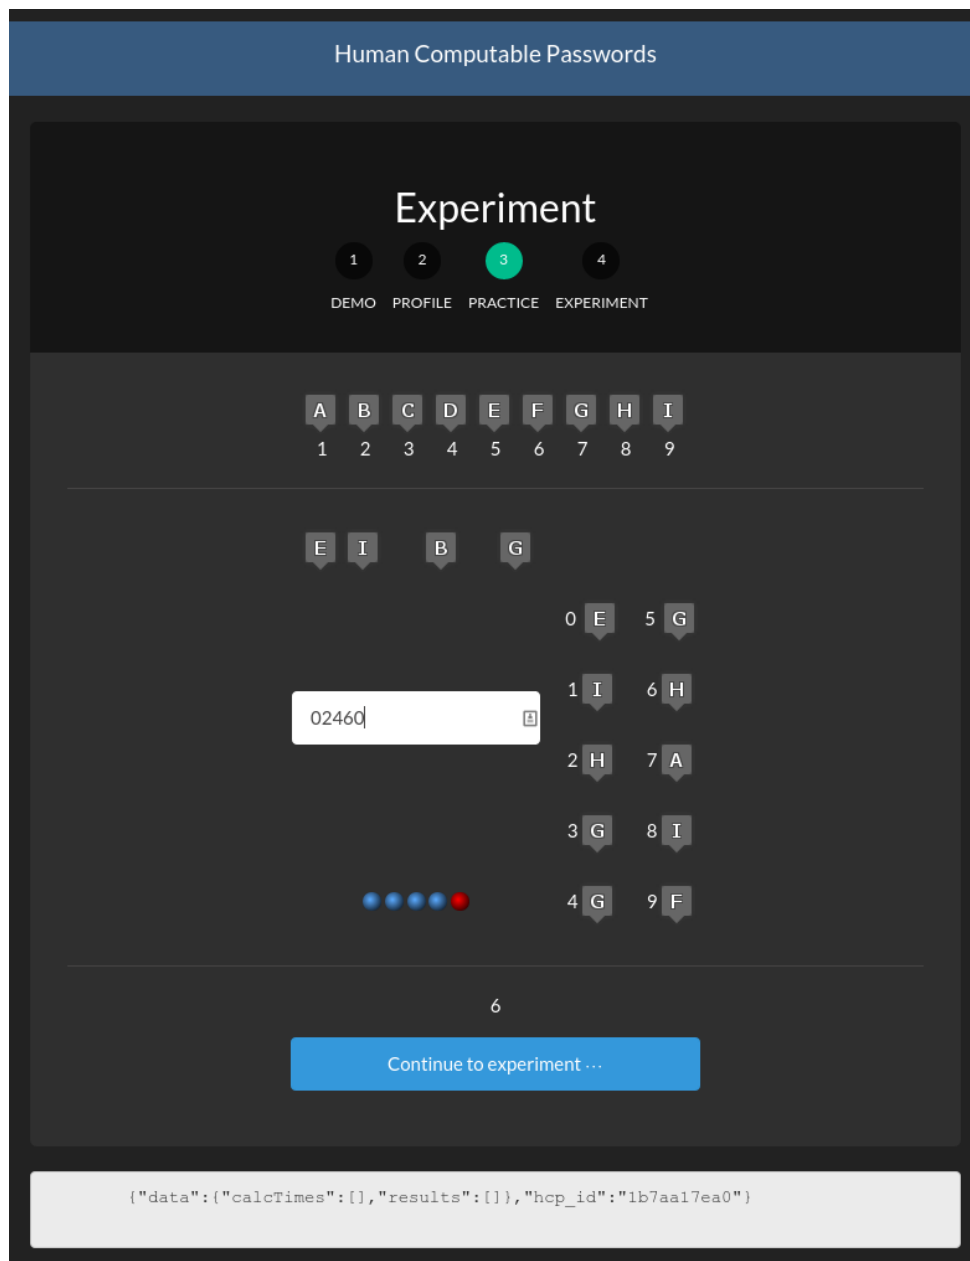 Human Computable Passwords
Experiment
1 2 3 4
DEMO PROFILE PRACTICE EXPERIMENT
A B C D E F G H I
1 2 3 4 5 6 7 8 9
E I B G
0 E 5 G
1 I 6 H
02460
2 H 7 A
3 G 8 I
4 G 9 F
6
Continue to experiment ···
{"data":{"calcTimes":[],"results":[]},"hcp_id":"1b7aa17ea0"}